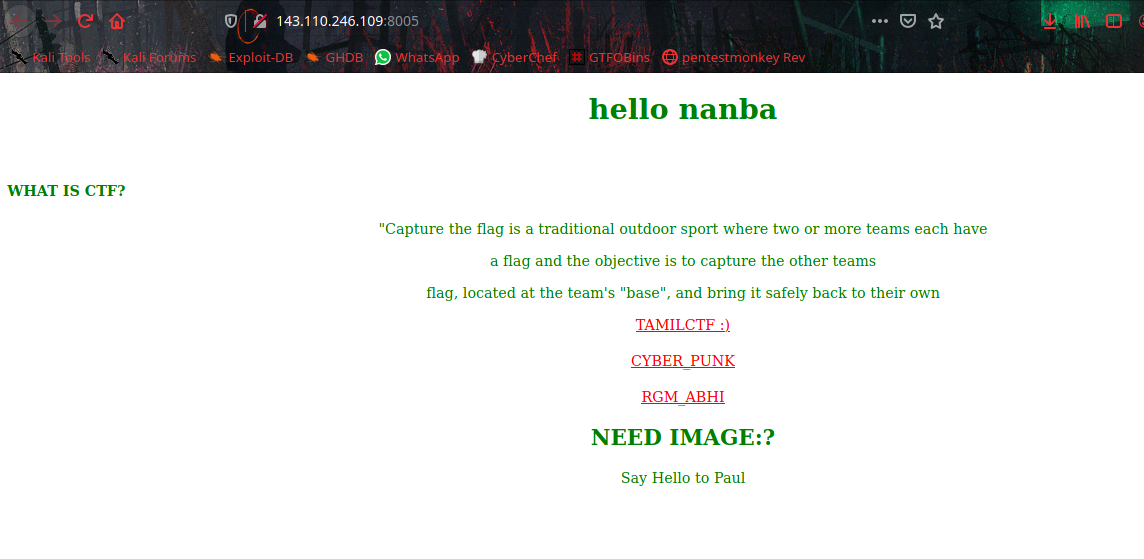 143.110.246.109:8005
Kali Tools Kali Forums Exploit-DB GHDB WhatsApp CyberChef GTFOBins pentestmonkey Rev
hello nanba
WHAT IS CTF?
"Capture the flag is a traditional outdoor sport where two or more teams each have
a flag and the objective is to capture the other teams
flag, located at the team's "base", and bring it safely back to their own
TAMILCTF :)
CYBER_PUNK
RGM_ABHI
NEED IMAGE:?
Say Hello to Paul